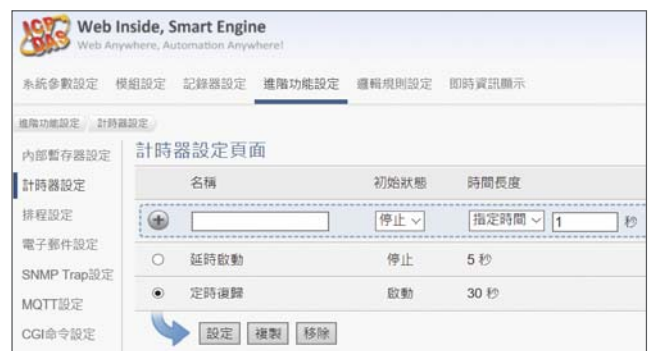 ICP DAS
Web Inside, Smart Engine
Web Anywhere, Automation Anywhere!
系統參數設定 模組設定 記錄器設定 進階功能設定 邏輯規則設定 即時資訊顯示
進階功能設定 計時器設定
內部暫存器設定
計時器設定
排程設定
電子郵件設定
SNMP Trap設定
MQTT設定
CGI命令設定
計時器設定頁面
名稱 初始狀態 時間長度
停止 指定時間 1 秒
延時啟動 停止 5 秒
定時復歸 啟動 30 秒
設定 複製 移除